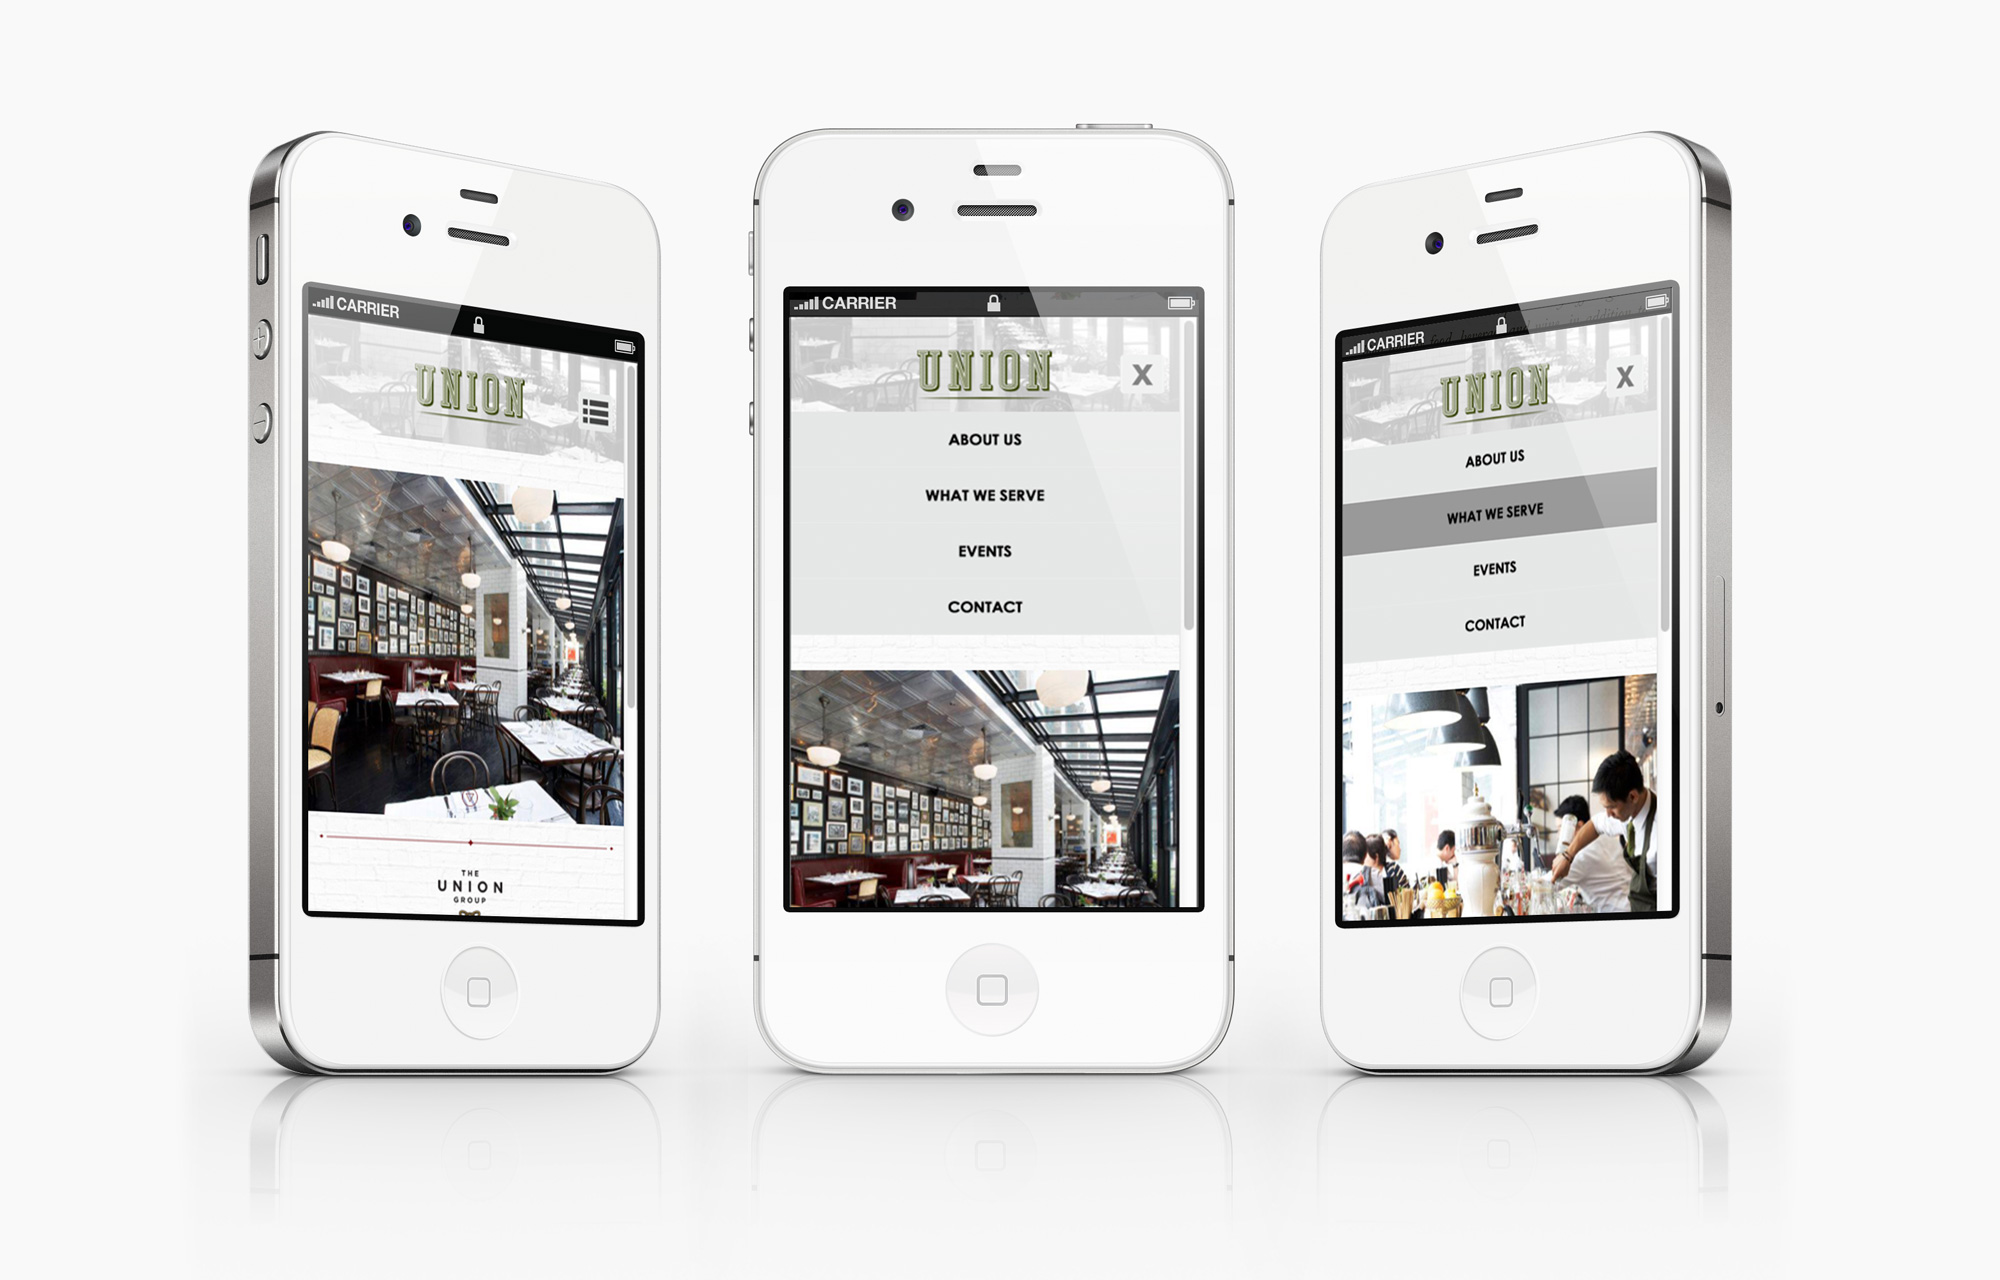 CARRIER
UNION
THE
UNION
GROUP
CARRIER
UNION
X
ABOUT US
WHAT WE SERVE
EVENTS
CONTACT
CARRIER
UNION
X
ABOUT US
WHAT WE SERVE
EVENTS
CONTACT